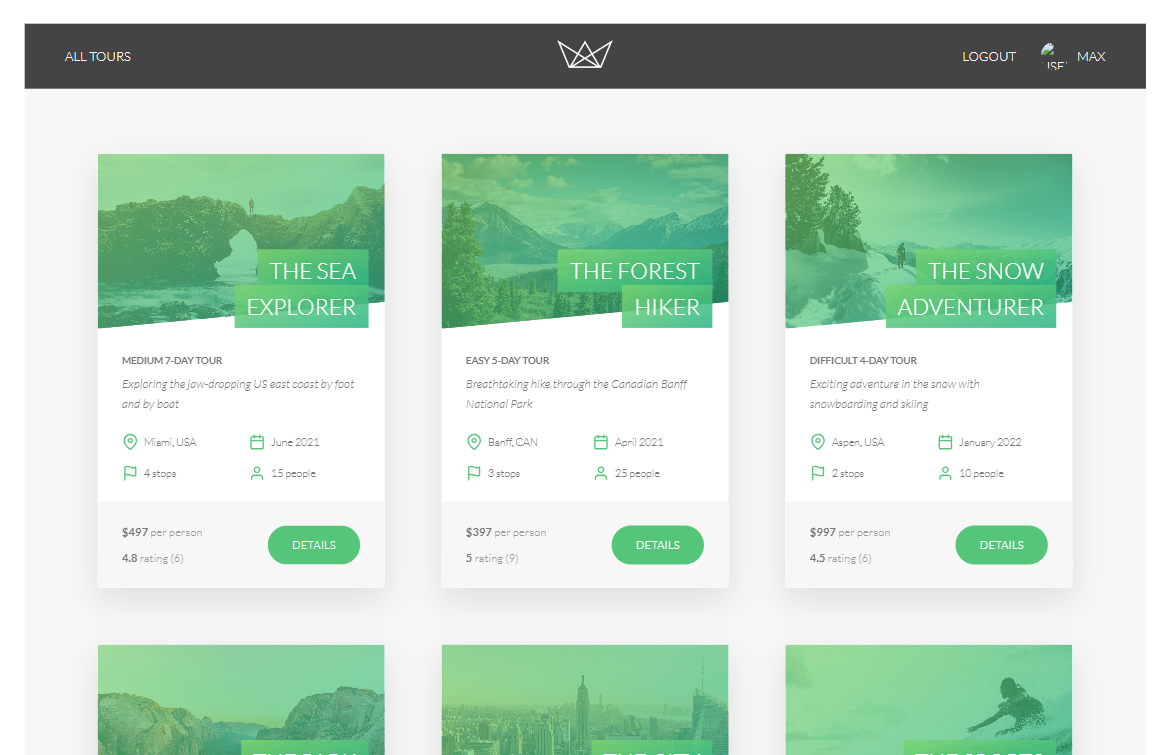 ALL TOURS
LOGOUT
MAX
THE SEA
EXPLORER
MEDIUM 7-DAY TOUR
Exploring the jaw-dropping US east coast by foot
and by boat
Miami, USA
June 2021
4 stops
15 people
$497 per person
4.8 rating (6)
DETAILS
THE FOREST
HIKER
EASY 5-DAY TOUR
Breathtaking hike through the Canadian Banff
National Park
Banff, CAN
April 2021
3 stops
25 people
$397 per person
5 rating (9)
DETAILS
THE SNOW
ADVENTURER
DIFFICULT 4-DAY TOUR
Exciting adventure in the snow with
snowboarding and skiing
Aspen, USA
January 2022
2 stops
10 people
$997 per person
4.5 rating (6)
DETAILS